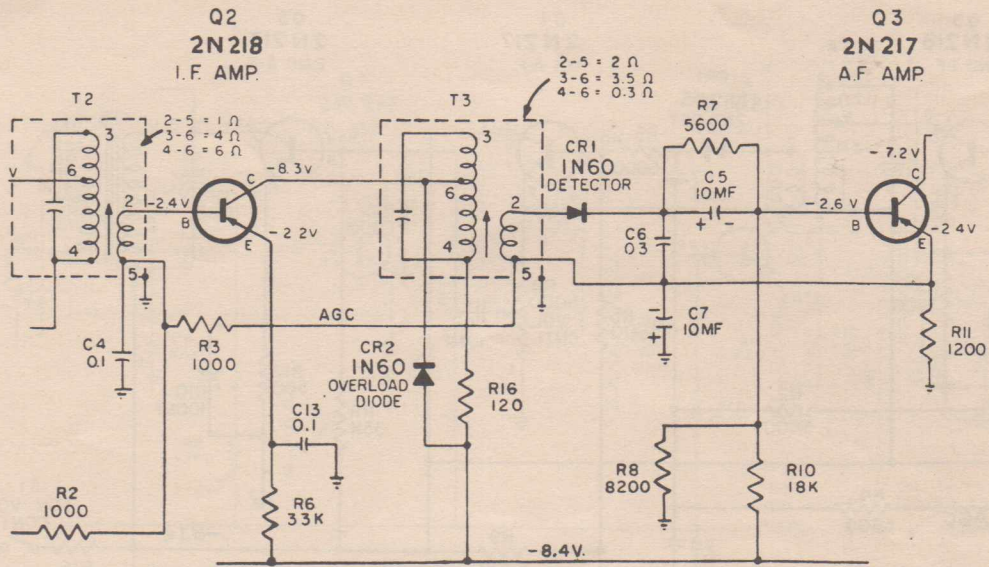 Q2
2N218
I.F. AMP.
Q3
2N217
A.F. AMP.
T2
2-5 = 1 Ω
3-6 = 4 Ω
4-6 = 6 Ω
T3
2-5 = 2 Ω
3-6 = 3.5 Ω
4-6 = 0.3 Ω
R7
5600
CR1
1N60
DETECTOR
C5
10MF
+
3
6
4
2
5
V
-2.4V
B
C
E
-8.3V
-2.2V
3
6
4
2
5
C6
0.3
-2.6V
B
C
E
-7.2V
-2.4V
C4
0.1
R3
1000
AGC
CR2
1N60
OVERLOAD
DIODE
R16
120
-
+
C7
10MF
R11
1200
C13
0.1
R2
1000
R6
33K
R8
8200
R10
18K
-8.4V.